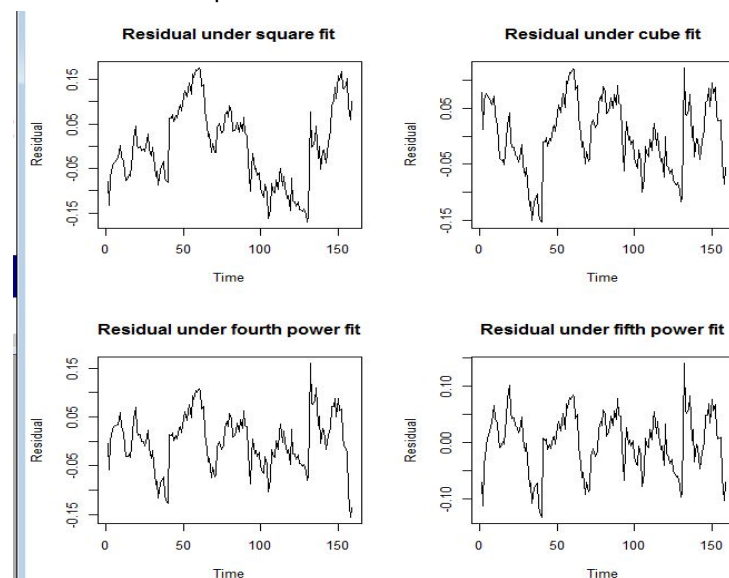 Residual under square fit
Residual
0.15
0.05
-0.05
-0.15
0
50
100
150
Time
Residual under cube fit
Residual
0.05
-0.05
-0.15
0
50
100
150
Time
Residual under fourth power fit
Residual
0.15
0.05
-0.05
-0.15
0
50
100
150
Time
Residual under fifth power fit
Residual
0.10
0.00
-0.10
0
50
100
150
Time